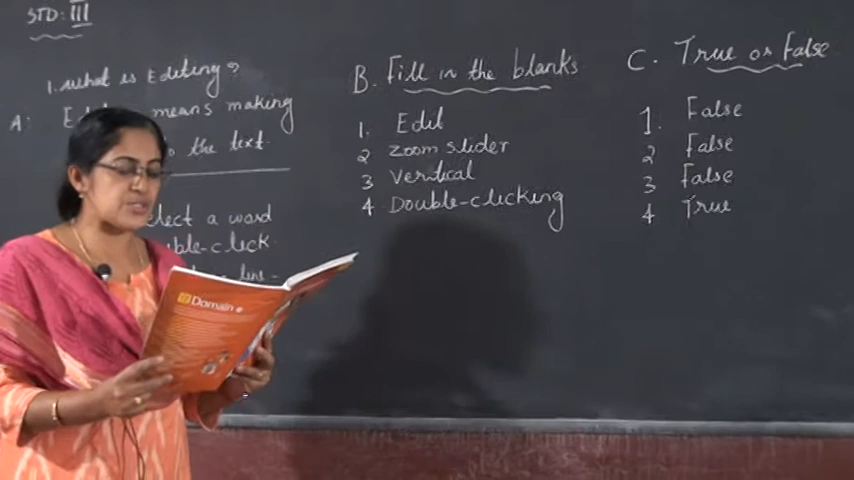 STD: III
1. What is Editing?
A: means making
to the text.
select a word
Double-click.
line-
B. Fill in the blanks
1. Edit
2 Zoom slider
3 Veritical
4 Double-clicking
C. True or False
1. False
2 False
3 False
4 True
Domain e